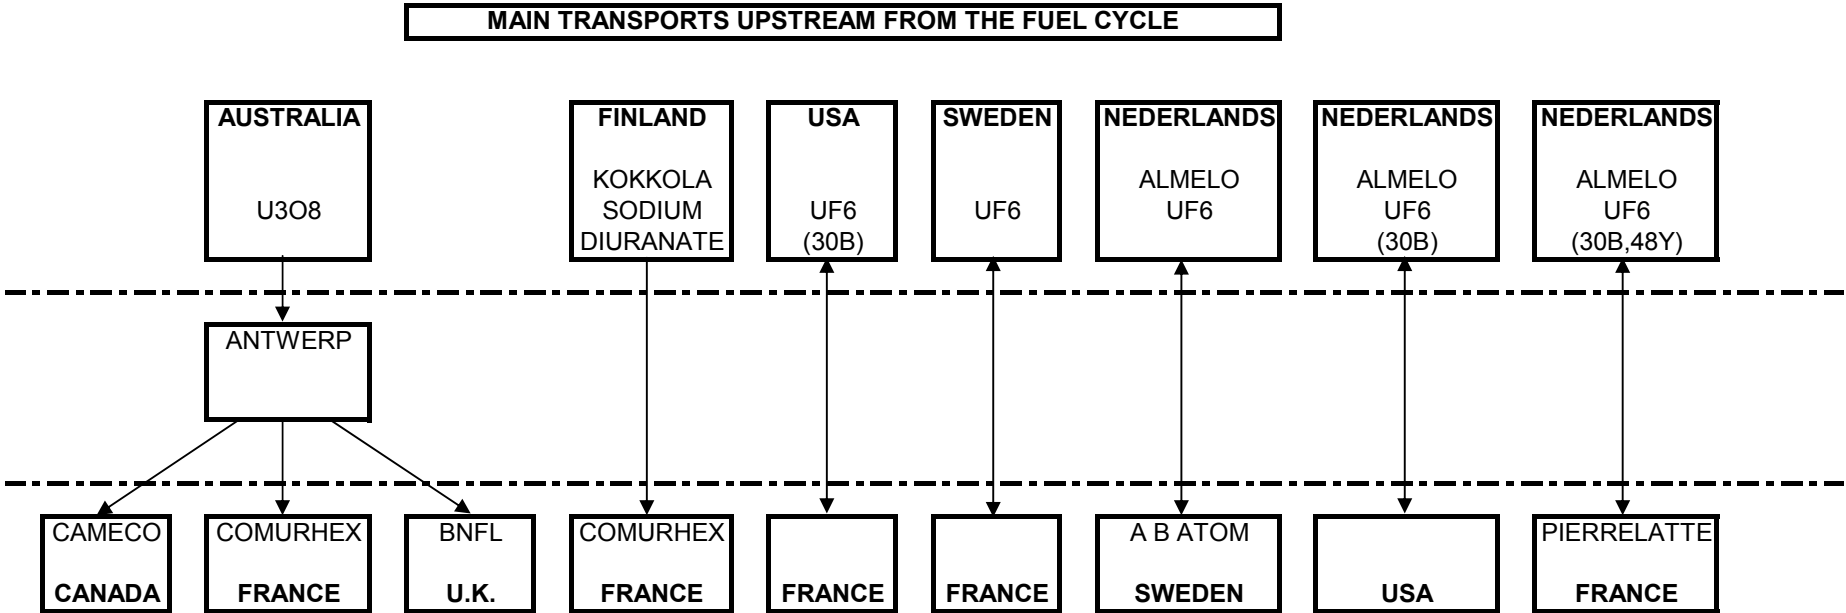 MAIN TRANSPORTS UPSTREAM FROM THE FUEL CYCLE
AUSTRALIA
U3O8
FINLAND
KOKKOLA
SODIUM
DIURANATE
USA
UF6
(30B)
SWEDEN
UF6
NEDERLANDS
ALMELO
UF6
NEDERLANDS
ALMELO
UF6
(30B)
NEDERLANDS
ALMELO
UF6
(30B,48Y)
ANTWERP
CAMECO
CANADA
COMURHEX
FRANCE
BNFL
U.K.
COMURHEX
FRANCE
FRANCE
FRANCE
A B ATOM
SWEDEN
USA
PIERRELATTE
FRANCE